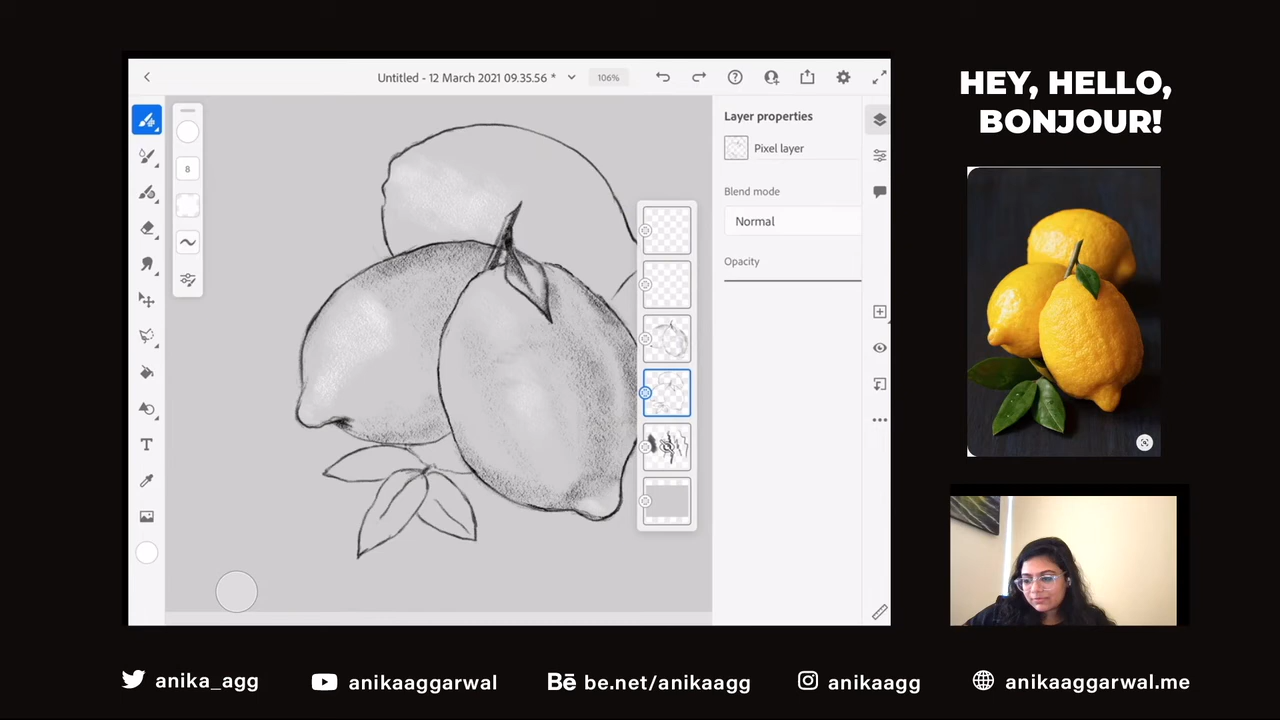 Untitled - 12 March 2021 09.35.56 *
106%
HEY, HELLO,
BONJOUR!
8
Layer properties
Pixel layer
Blend mode
Normal
Opacity
T
anika_agg
anikaaggarwal
Bē be.net/anikaagg
anikaagg
anikaaggarwal.me